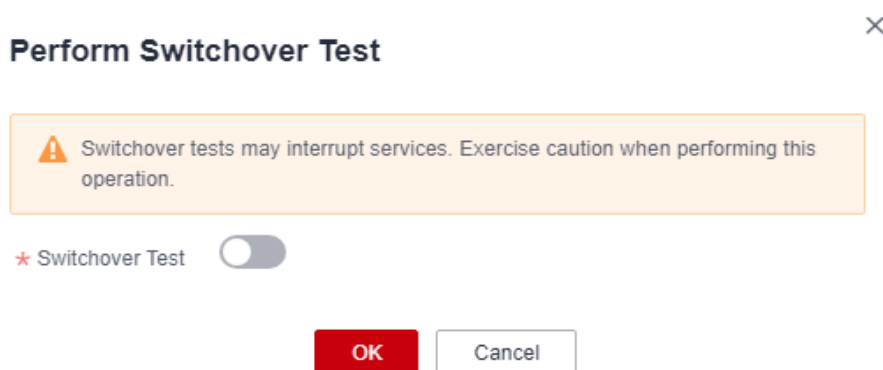 Perform Switchover Test
Switchover tests may interrupt services. Exercise caution when performing this
operation.
* Switchover Test
OK
Cancel